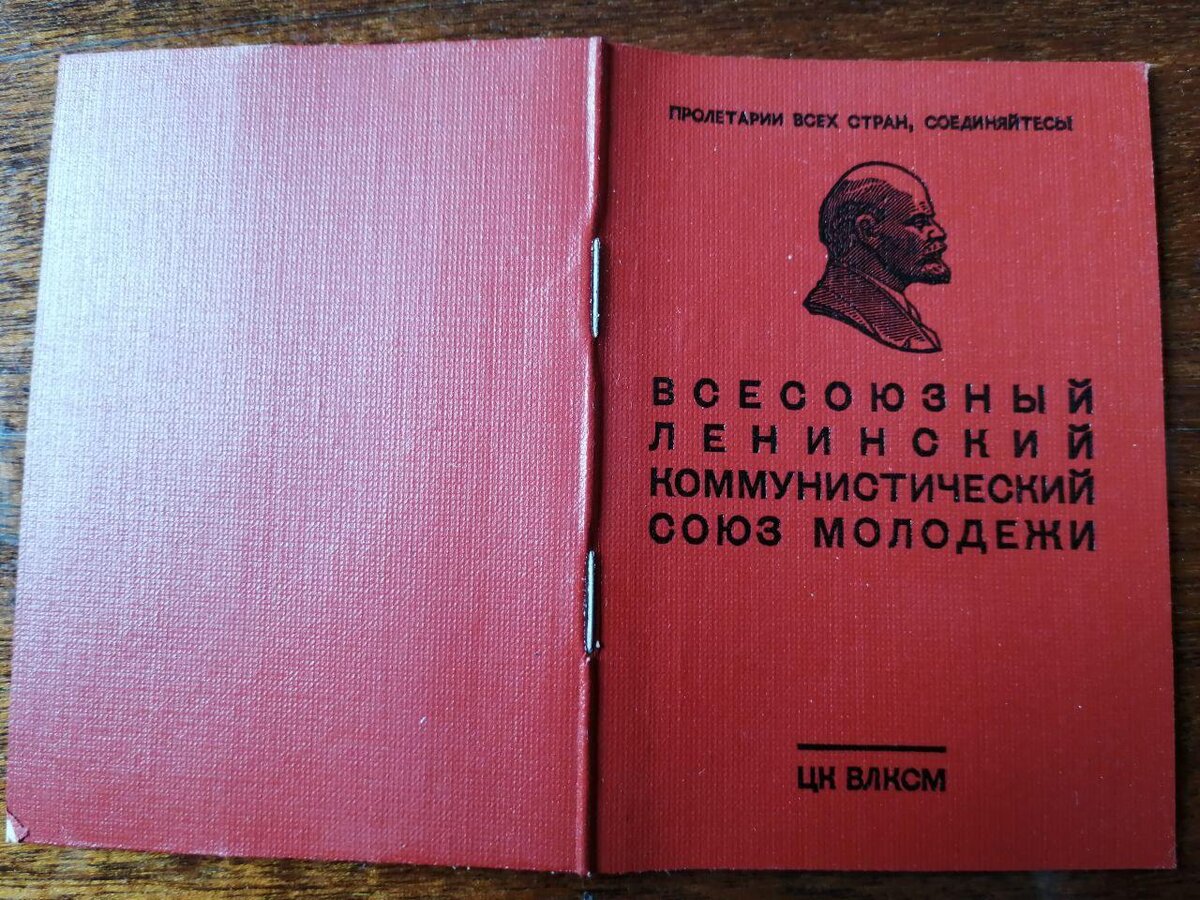 ПРОЛЕТАРИИ ВСЕХ СТРАН, СОЕДИНЯЙТЕСЬ!
ВСЕСОЮЗНЫЙ
ЛЕНИНСКИЙ
КОММУНИСТИЧЕСКИЙ
СОЮЗ МОЛОДЕЖИ
ЦК ВЛКСМ